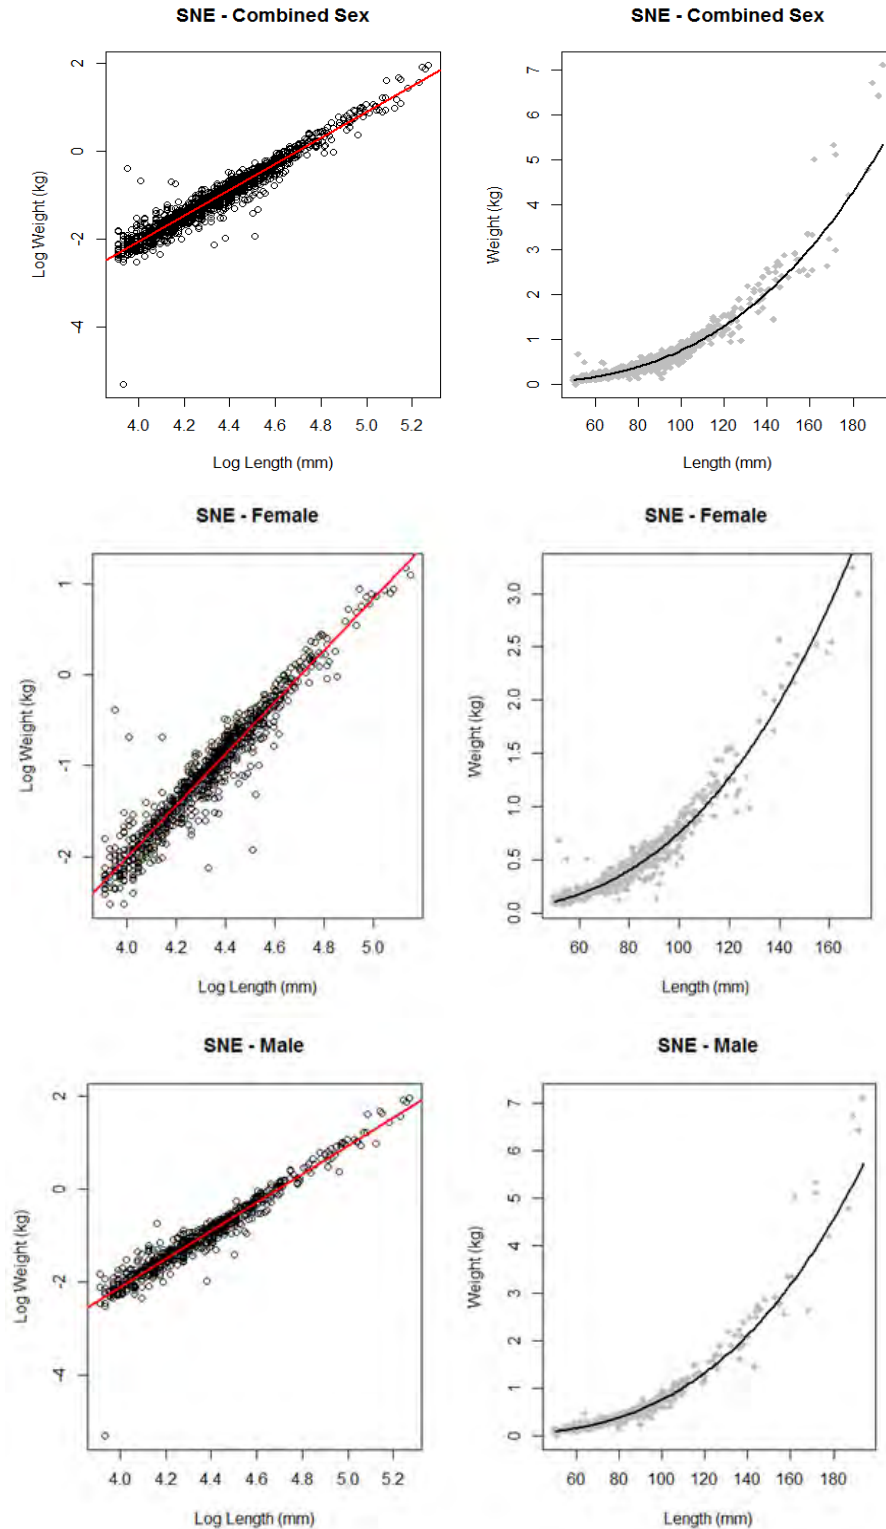 SNE - Combined Sex
Log Weight (kg)
2
0
-2
-4
4.0 4.2 4.4 4.6 4.8 5.0 5.2
Log Length (mm)
SNE - Combined Sex
Weight (kg)
7
6
5
4
3
2
1
0
60 80 100 120 140 160 180
Length (mm)
SNE - Female
Log Weight (kg)
1
0
-1
-2
4.0 4.2 4.4 4.6 4.8 5.0
Log Length (mm)
SNE - Female
Weight (kg)
3.0
2.5
2.0
1.5
1.0
0.5
0.0
60 80 100 120 140 160
Length (mm)
SNE - Male
Log Weight (kg)
2
0
-2
-4
4.0 4.2 4.4 4.6 4.8 5.0 5.2
Log Length (mm)
SNE - Male
Weight (kg)
7
6
5
4
3
2
1
0
60 80 100 120 140 160 180
Length (mm)